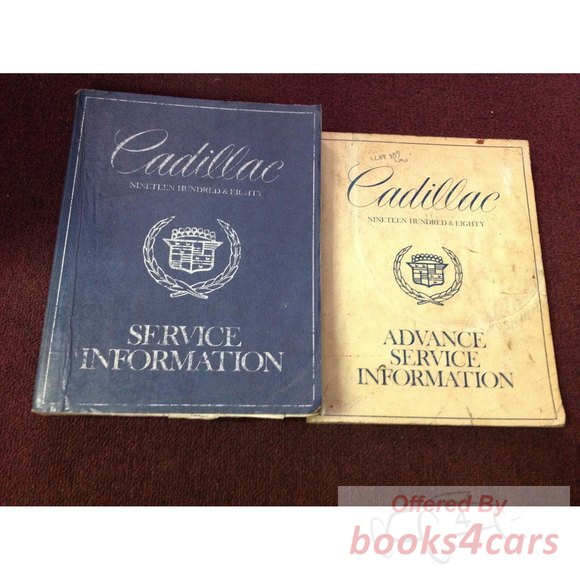 Cadillac
NINETEEN HUNDRED & EIGHTY
SERVICE
INFORMATION
Cadillac
NINETEEN HUNDRED & EIGHTY
ADVANCE
SERVICE
INFORMATION
Offered By
books4cars